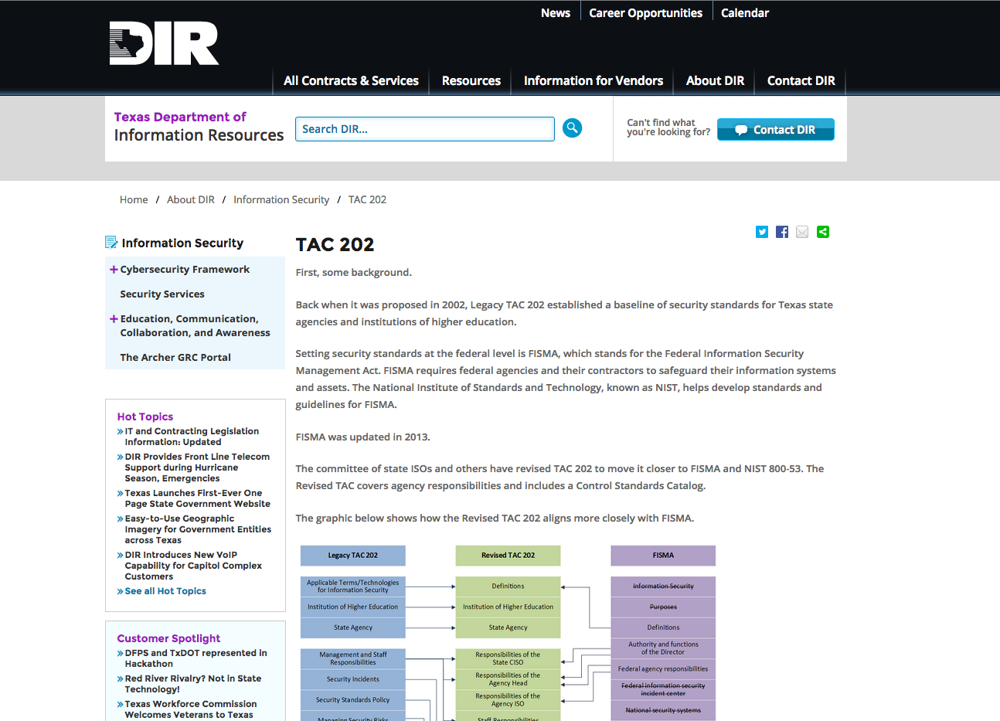 News
Career Opportunities
Calendar
DIR
All Contracts & Services
Resources
Information for Vendors
About DIR
Contact DIR
Texas Department of
Information Resources
Search DIR...
Can't find what
you're looking for?
Contact DIR
Home / About DIR / Information Security / TAC 202
Information Security
Cybersecurity Framework
Security Services
Education, Communication,
Collaboration, and Awareness
The Archer GRC Portal
Hot Topics
IT and Contracting Legislation
Information: Updated
DIR Provides Front Line Telecom
Support during Hurricane
Season, Emergencies
Texas Launches First-Ever One
Page State Government Website
Easy-to-Use Geographic
Imagery for Government Entities
across Texas
DIR Introduces New VoIP
Capability for Capitol Complex
Customers
See all Hot Topics
Customer Spotlight
DFPS and TxDOT represented in
Hackathon
Red River Rivalry? Not in State
Technology!
Texas Workforce Commission
Welcomes Veterans to Texas
TAC 202
First, some background.
Back when it was proposed in 2002, Legacy TAC 202 established a baseline of security standards for Texas state
agencies and institutions of higher education.
Setting security standards at the federal level is FISMA, which stands for the Federal Information Security
Management Act. FISMA requires federal agencies and their contractors to safeguard their information systems
and assets. The National Institute of Standards and Technology, known as NIST, helps develop standards and
guidelines for FISMA.
FISMA was updated in 2013.
The committee of state ISOs and others have revised TAC 202 to move it closer to FISMA and NIST 800-53. The
Revised TAC covers agency responsibilities and includes a Control Standards Catalog.
The graphic below shows how the Revised TAC 202 aligns more closely with FISMA.
Legacy TAC 202
Applicable Terms/Technologies
for Information Security
Institution of Higher Education
State Agency
Management and Staff
Responsibilities
Security Incidents
Security Standards Policy
Managing Security Risks
Revised TAC 202
Definitions
Institution of Higher Education
State Agency
Responsibilities of the
State CISO
Responsibilities of the
Agency Head
Responsibilities of the
Agency ISO
Staff Responsibilities
FISMA
Information Security
Purposes
Definitions
Authority and functions
of the Director
Federal agency responsibilities
Federal information security
incident center
National security systems